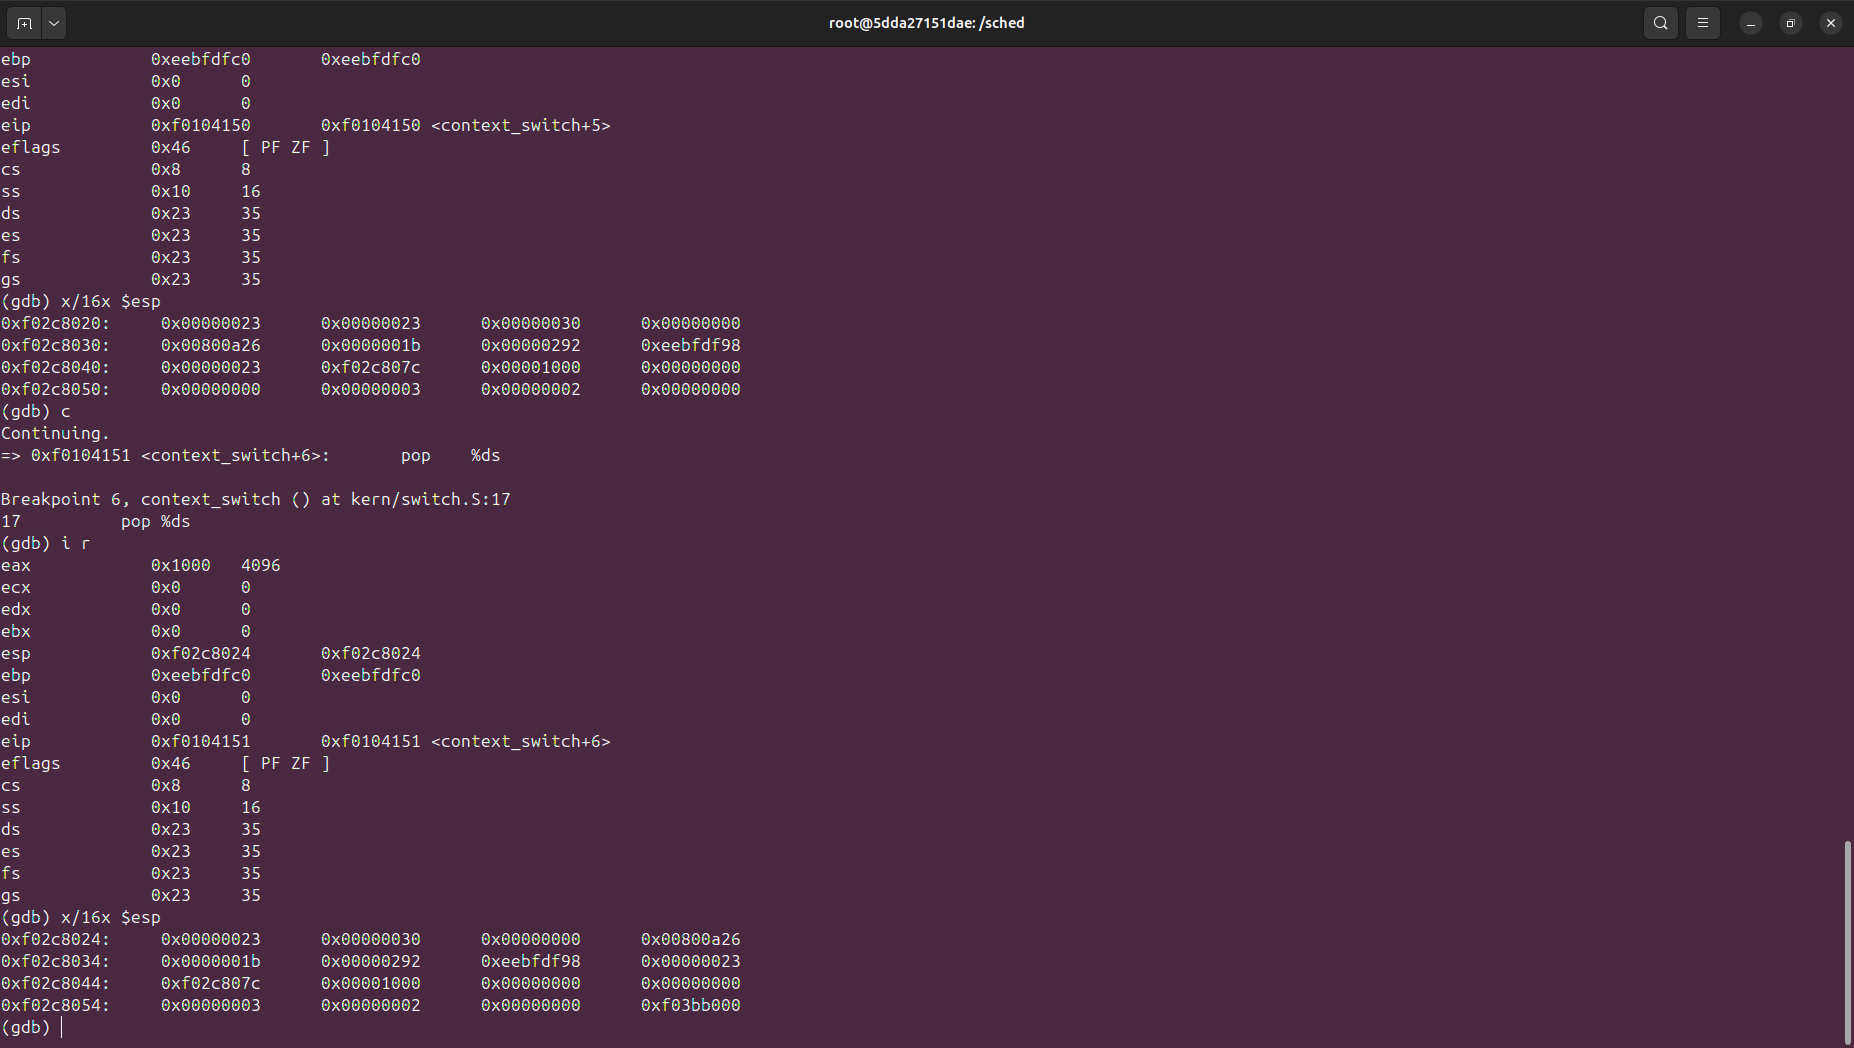 root@5dda27151dae: /sched
ebp 0xeebfdfc0 0xeebfdfc0
esi 0x0 0
edi 0x0 0
eip 0xf0104150 0xf0104150 <context_switch+5>
eflags 0x46 [ PF ZF ]
cs 0x8 8
ss 0x10 16
ds 0x23 35
es 0x23 35
fs 0x23 35
gs 0x23 35
(gdb) x/16x $esp
0xf02c8020: 0x00000023 0x00000023 0x00000030 0x00000000
0xf02c8030: 0x00800a26 0x0000001b 0x00000292 0xeebfdf98
0xf02c8040: 0x00000023 0xf02c807c 0x00001000 0x00000000
0xf02c8050: 0x00000000 0x00000003 0x00000002 0x00000000
(gdb) c
Continuing.
=> 0xf0104151 <context_switch+6>: pop %ds
Breakpoint 6, context_switch () at kern/switch.S:17
17 pop %ds
(gdb) i r
eax 0x1000 4096
ecx 0x0 0
edx 0x0 0
ebx 0x0 0
esp 0xf02c8024 0xf02c8024
ebp 0xeebfdfc0 0xeebfdfc0
esi 0x0 0
edi 0x0 0
eip 0xf0104151 0xf0104151 <context_switch+6>
eflags 0x46 [ PF ZF ]
cs 0x8 8
ss 0x10 16
ds 0x23 35
es 0x23 35
fs 0x23 35
gs 0x23 35
(gdb) x/16x $esp
0xf02c8024: 0x00000023 0x00000030 0x00000000 0x00800a26
0xf02c8034: 0x0000001b 0x00000292 0xeebfdf98 0x00000023
0xf02c8044: 0xf02c807c 0x00001000 0x00000000 0x00000000
0xf02c8054: 0x00000003 0x00000002 0x00000000 0xf03bb000
(gdb)